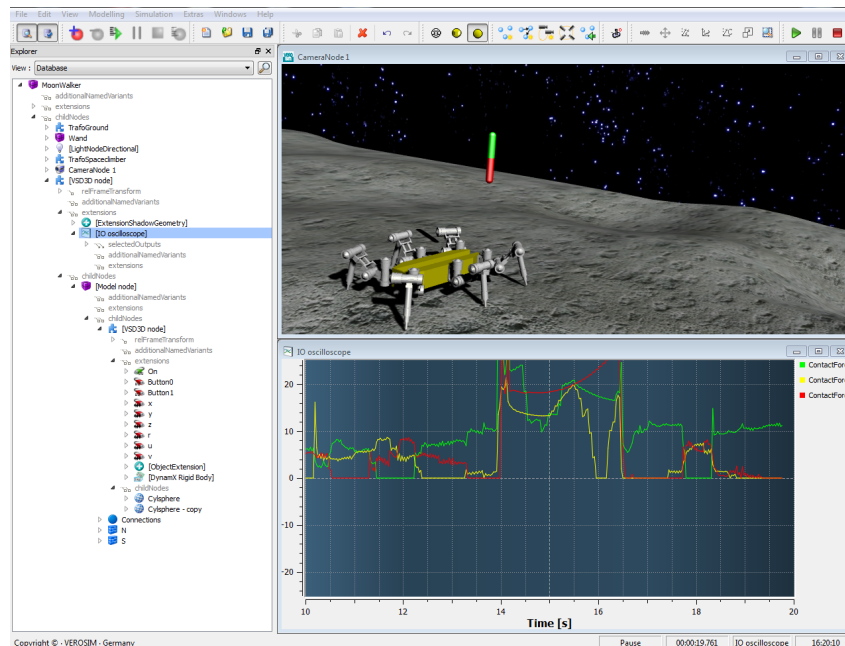 File Edit View Modelling Simulation Extras Windows Help
Explorer
View : Database
MoonWalker
additionalNamedVariants
extensions
childNodes
TrafoGround
Wand
[LightNodeDirectional]
TrafoSpaceclimber
CameraNode 1
[VSD3D node]
relFrameTransform
additionalNamedVariants
extensions
[ExtensionShadowGeometry]
[IO oscilloscope]
selectedOutputs
additionalNamedVariants
extensions
childNodes
[Model node]
additionalNamedVariants
extensions
childNodes
[VSD3D node]
relFrameTransform
additionalNamedVariants
extensions
On
Button0
Button1
x
y
z
r
u
v
[ObjectExtension]
[DynamX Rigid Body]
childNodes
Cylsphere
Cylsphere - copy
Connections
N
S
CameraNode 1
IO oscilloscope
ContactFor
ContactFor
ContactFor
20
10
0
-10
-20
10 12 14 16 18 20
Time [s]
Copyright © - VEROSIM - Germany
Pause 00:00:19.761 IO oscilloscope 16:20:10